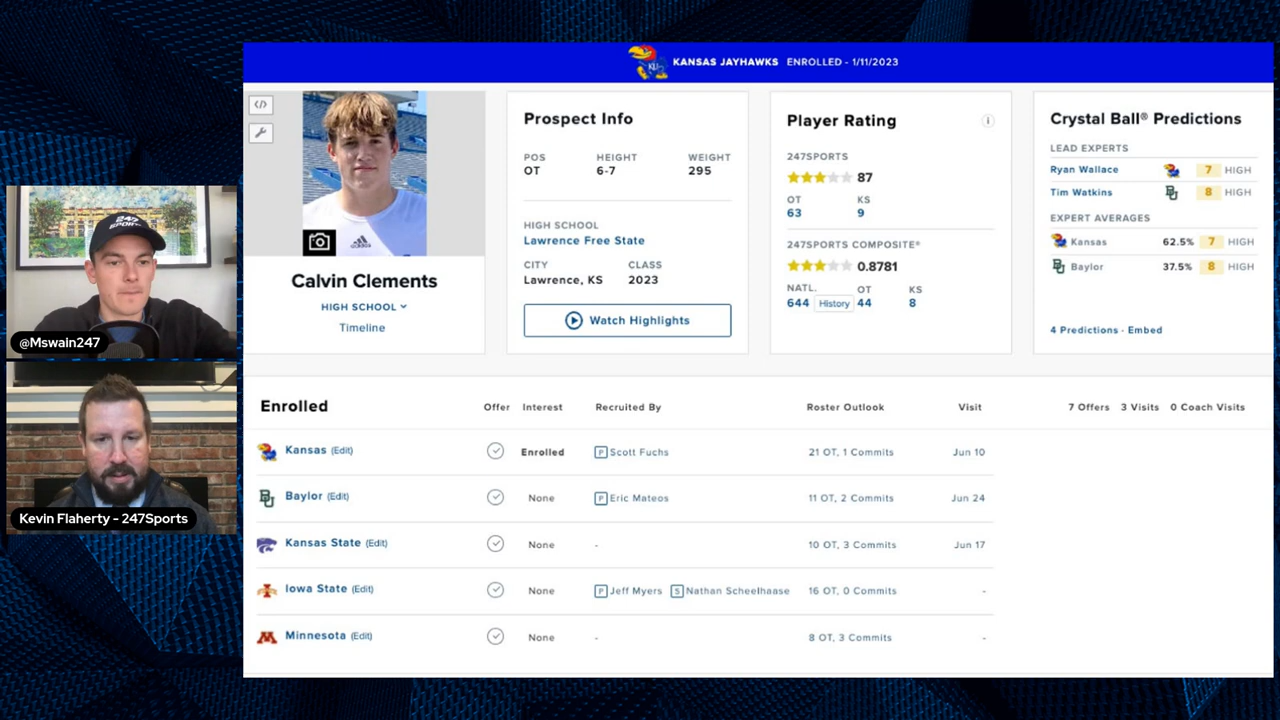 KANSAS JAYHAWKS ENROLLED - 1/11/2023
</>
Calvin Clements
HIGH SCHOOL
Timeline
Prospect Info
POS HEIGHT WEIGHT
OT 6-7 295
HIGH SCHOOL
Lawrence Free State
CITY CLASS
Lawrence, KS 2023
Watch Highlights
Player Rating
i
247SPORTS
87
OT KS
63 9
247SPORTS COMPOSITE®
0.8781
NATL. OT KS
644 History 44 8
Crystal Ball® Predictions
LEAD EXPERTS
Ryan Wallace 7 HIGH
Tim Watkins 8 HIGH
EXPERT AVERAGES
Kansas 62.5% 7 HIGH
Baylor 37.5% 8 HIGH
4 Predictions - Embed
247 SPORTS
@Mswain247
Kevin Flaherty - 247Sports
adidas
Enrolled Offer Interest Recruited By Roster Outlook Visit 7 Offers 3 Visits 0 Coach Visits
Kansas (Edit) Enrolled P Scott Fuchs 21 OT, 1 Commits Jun 10
Baylor (Edit) None P Eric Mateos 11 OT, 2 Commits Jun 24
Kansas State (Edit) None - 10 OT, 3 Commits Jun 17
Iowa State (Edit) None P Jeff Myers S Nathan Scheelhaase 16 OT, 0 Commits -
Minnesota (Edit) None - 8 OT, 3 Commits -